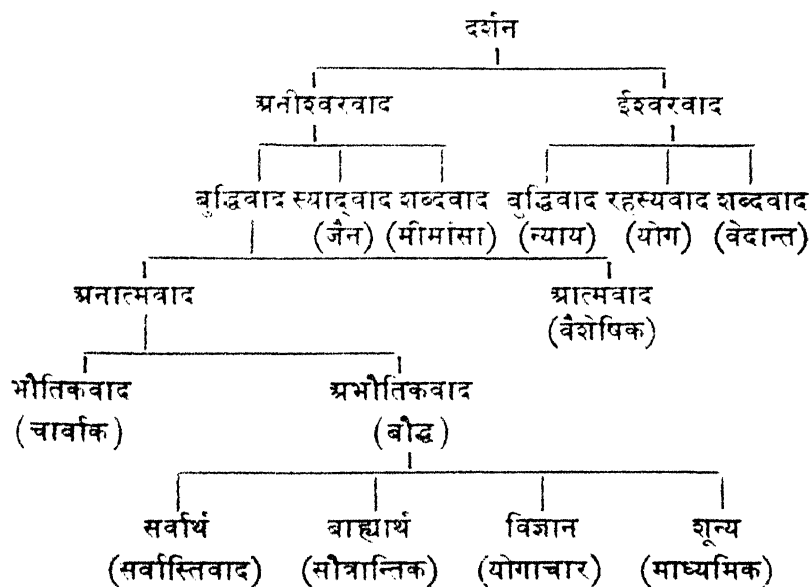 दर्शन
अनीश्वरवाद ईश्वरवाद
बुद्धिवाद स्याद्वाद शब्दवाद बुद्धिवाद रहस्यवाद शब्दवाद
(जैन) (मीमांसा) (न्याय) (योग) (वेदान्त)
अनात्मवाद आत्मवाद
(वैशेषिक)
भौतिकवाद अभौतिकवाद
(चार्वाक) (बौद्ध)
सर्वार्थ बाह्यार्थ विज्ञान शून्य
(सर्वास्तिवाद) (सौत्रान्तिक) (योगाचार) (माध्यमिक)